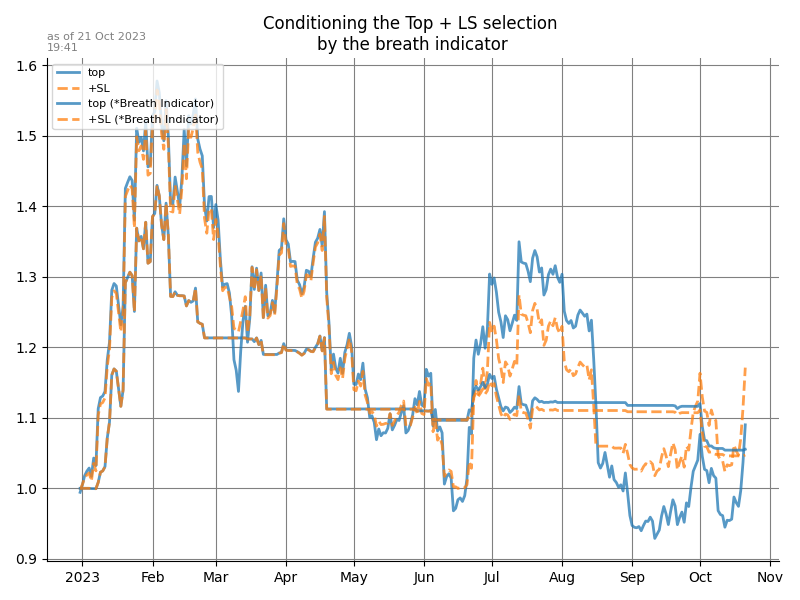 Conditioning the Top + LS selection
by the breath indicator
as of 21 Oct 2023
19:41
top
+SL
top (*Breath Indicator)
+SL (*Breath Indicator)
1.6
1.5
1.4
1.3
1.2
1.1
1.0
0.9
2023 Feb Mar Apr May Jun Jul Aug Sep Oct Nov